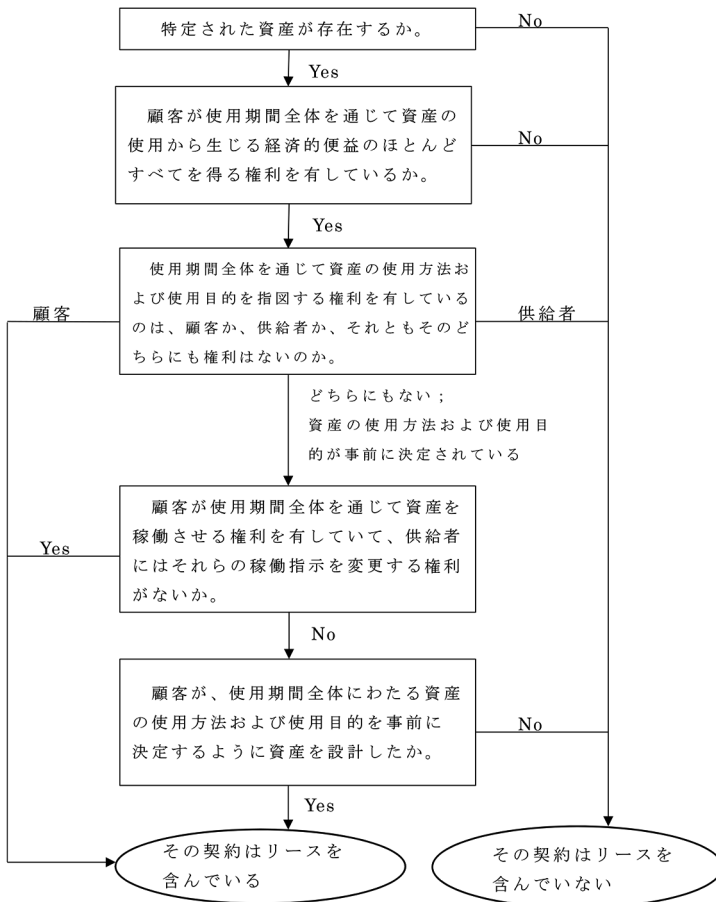 特定された資産が存在するか。
No
Yes
顧客が使用期間全体を通じて資産の
使用から生じる経済的便益のほとんど
すべてを得る権利を有しているか。
No
Yes
使用期間全体を通じて資産の使用方法お
よび使用目的を指図する権利を有している
のは、顧客か、供給者か、それともそのど
ちらにも権利はないのか。
顧客
供給者
どちらにもない；
資産の使用方法および使用目
的が事前に決定されている
顧客が使用期間全体を通じて資産を
稼働させる権利を有していて、供給者
にはそれらの稼働指示を変更する権利
がないか。
Yes
No
顧客が、使用期間全体にわたる資産
の使用方法および使用目的を事前に
決定するように資産を設計したか。
No
Yes
その契約はリースを
含んでいる
その契約はリースを
含んでいない